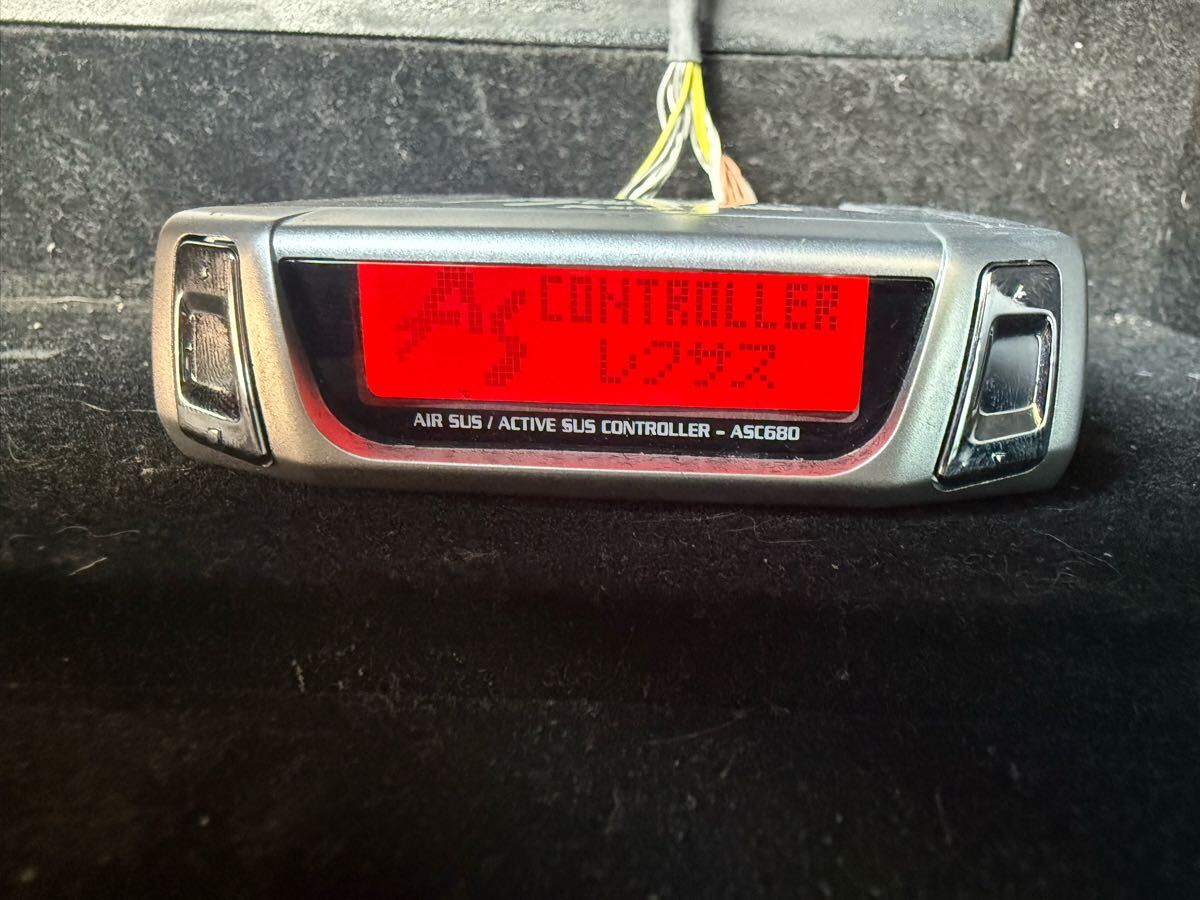 As CONTROLLER
レクサス
AIR SUS / ACTIVE SUS CONTROLLER - ASC680